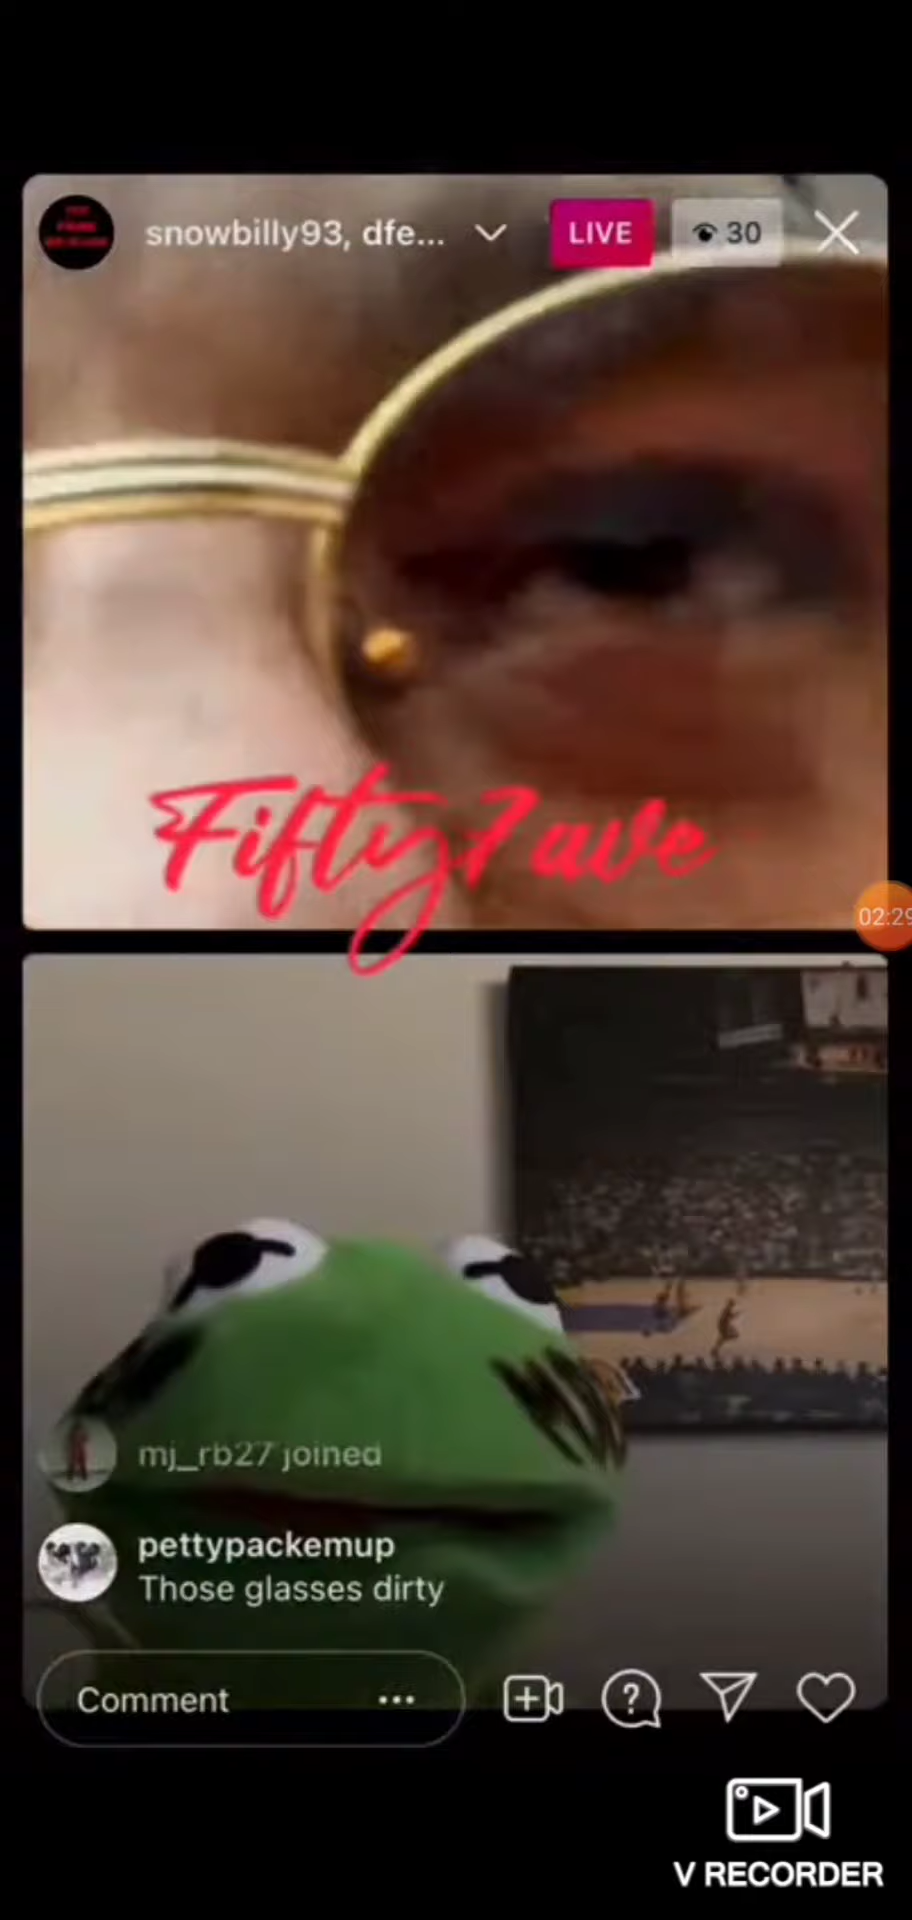 snowbilly93, dfe...
LIVE
30
Fifty7ave
02:29
mj_rb27 joined
pettypackemup
Those glasses dirty
Comment
V RECORDER